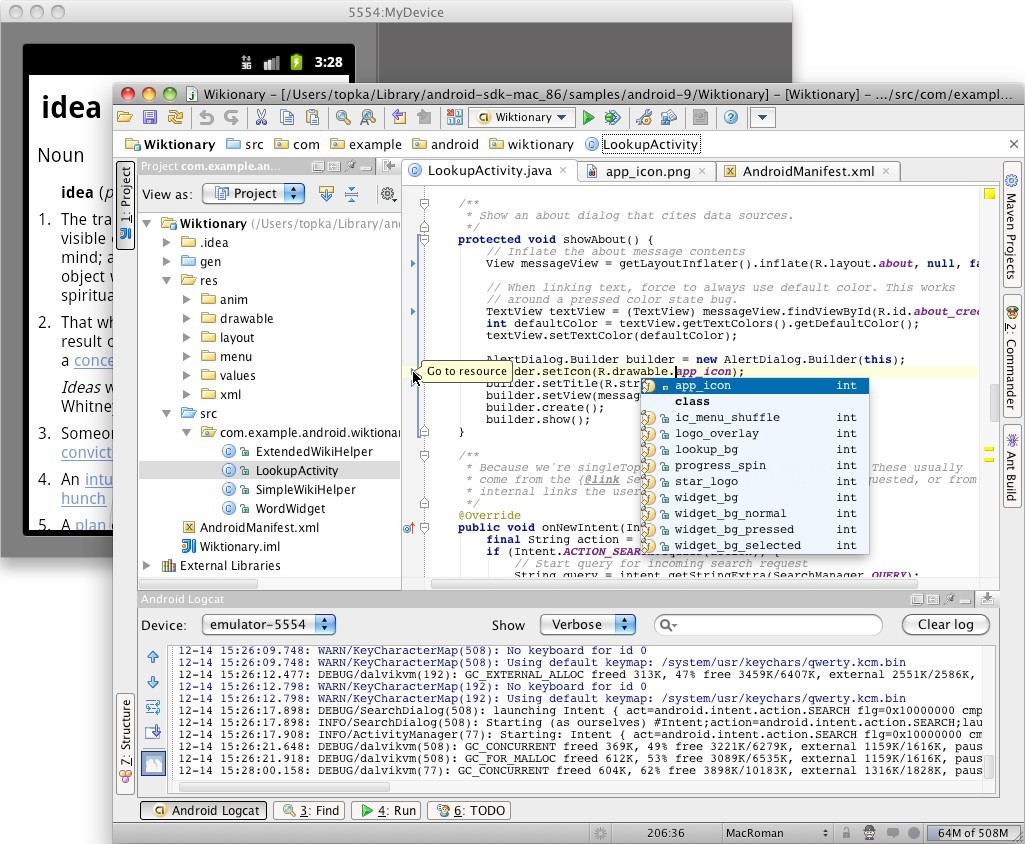 5554:MyDevice
3:28
idea
Noun
idea (p
1. The tra
visible
mind; a
object
spiritua
2. That wh
result o
a conce
Ideas w
Whitney
3. Someon
convict
4. An intu
hunch
5. A plan
Wikionary – [/Users/topka/Library/android-sdk-mac_86/samples/android-9/Wiktionary] – [Wiktionary] – .../src/com/exampl...
Wiktionary
Wiktionary src com example android wiktionary LookupActivity
1: Project
Project com.example.an...
View as: Project
Wiktionary (/Users/topka/Library/an
.idea
gen
res
anim
drawable
layout
menu
values
xml
src
com.example.android.wiktionar
ExtendedWikiHelper
LookupActivity
SimpleWikiHelper
WordWidget
AndroidManifest.xml
Wiktionary.iml
External Libraries
LookupActivity.java × app_icon.png × AndroidManifest.xml ×
/**
* Show an about dialog that cites data sources.
*/
protected void showAbout() {
// Inflate the about message contents
View messageView = getLayoutInflater().inflate(R.layout.about, null, fa
// When linking text, force to always use default color. This works
// around a pressed color state bug.
TextView textView = (TextView) messageView.findViewById(R.id.about_cre
int defaultColor = textView.getTextColors().getDefaultColor();
textView.setTextColor(defaultColor);
AlertDialog.Builder builder = new AlertDialog.Builder(this);
Go to resource
lder.setIcon(R.drawable.app_icon);
builder.setTitle(R.str
builder.setView(messag
builder.create();
builder.show();
}
app_icon int
class
ic_menu_shuffle int
logo_overlay int
lookup_bg int
progress_spin int
star_logo int
widget_bg int
widget_bg_normal int
widget_bg_pressed int
widget_bg_selected int
/**
* Because we're singleTop These usually
* come from the {@link Se quested, or from
* internal links the user
*/
@Override
public void onNewIntent(In
final String action =
if (Intent.ACTION_SEAR
// Start query for incoming search request
String query = intent.getStringExtra(SearchManager.QUERY);
Maven Projects
2: Commander
Ant Build
Android Logcat
Device: emulator-5554 Show Verbose Clear log
12-14 15:26:09.748: WARN/KeyCharacterMap(508): No keyboard for id 0
12-14 15:26:09.748: WARN/KeyCharacterMap(508): Using default keymap: /system/usr/keychars/qwerty.kcm.bin
12-14 15:26:12.477: DEBUG/dalvikvm(192): GC_EXTERNAL_ALLOC freed 313K, 47% free 3459K/6407K, external 2551K/2586K,
12-14 15:26:12.798: WARN/KeyCharacterMap(192): No keyboard for id 0
12-14 15:26:12.798: WARN/KeyCharacterMap(192): Using default keymap: /system/usr/keychars/qwerty.kcm.bin
12-14 15:26:17.898: DEBUG/SearchDialog(508): launching Intent { act=android.intent.action.SEARCH flg=0x10000000 cmp
12-14 15:26:17.898: INFO/SearchDialog(508): Starting (as ourselves) #Intent;action=android.intent.action.SEARCH;lau
12-14 15:26:17.908: INFO/ActivityManager(77): Starting: Intent { act=android.intent.action.SEARCH flg=0x10000000 cm
12-14 15:26:21.648: DEBUG/dalvikvm(508): GC_CONCURRENT freed 369K, 49% free 3221K/6279K, external 1159K/1616K, paus
12-14 15:26:21.918: DEBUG/dalvikvm(508): GC_FOR_MALLOC freed 612K, 53% free 3089K/6535K, external 1159K/1616K, paus
12-14 15:28:00.158: DEBUG/dalvikvm(77): GC_CONCURRENT freed 604K, 62% free 3898K/10183K, external 1316K/1828K, paus
Z: Structure
Android Logcat 3: Find 4: Run 6: TODO
206:36 MacRoman 64M of 508M